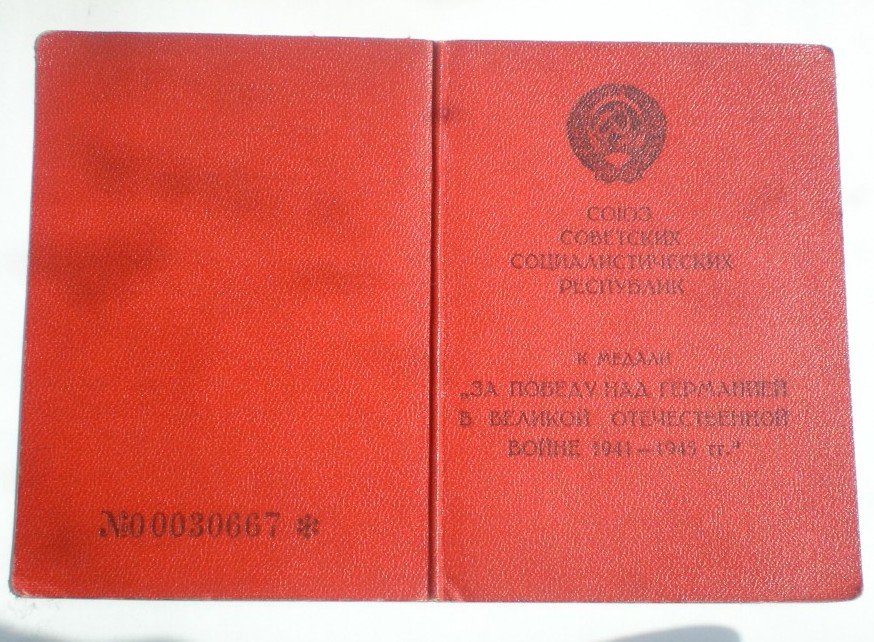 №00030667 *
СОЮЗ
СОВЕТСКИХ
СОЦИАЛИСТИЧЕСКИХ
РЕСПУБЛИК
К МЕДАЛИ
„ЗА ПОБЕДУ НАД ГЕРМАНИЕЙ
В ВЕЛИКОЙ ОТЕЧЕСТВЕННОЙ
ВОЙНЕ 1941—1945 гг.“